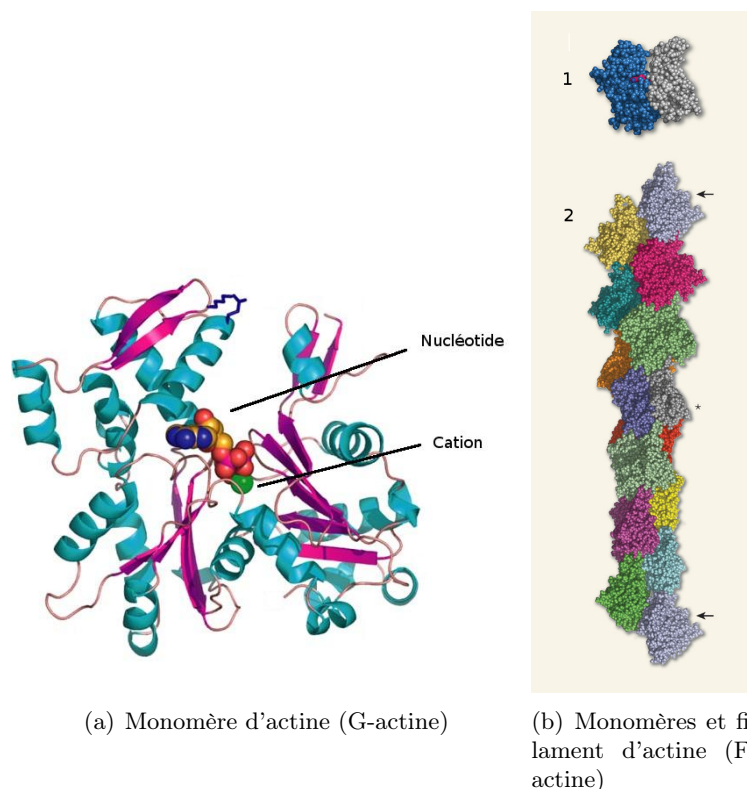 1
2
Nucléotide
Cation
*
(a) Monomère d'actine (G-actine)
(b) Monomères et fi
lament d'actine (F
actine)